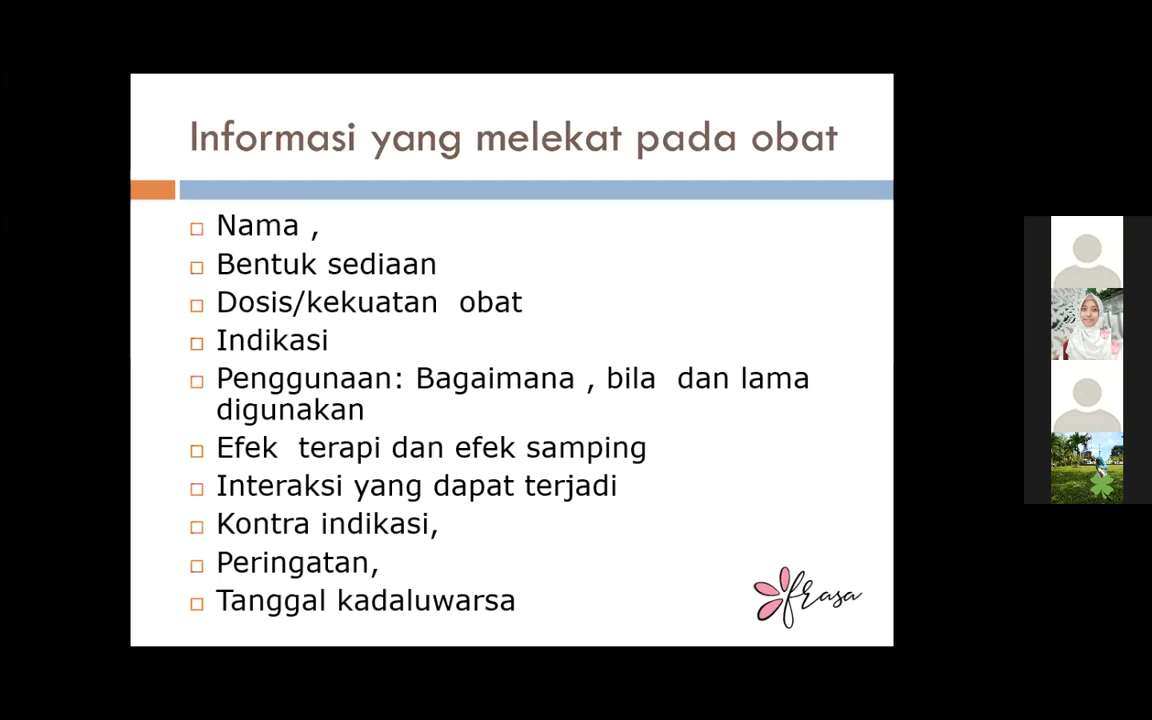 Informasi yang melekat pada obat
Nama ,
Bentuk sediaan
Dosis/kekuatan  obat
Indikasi
Penggunaan: Bagaimana , bila  dan lama
digunakan
Efek  terapi dan efek samping
Interaksi yang dapat terjadi
Kontra indikasi,
Peringatan,
Tanggal kadaluwarsa
frasa